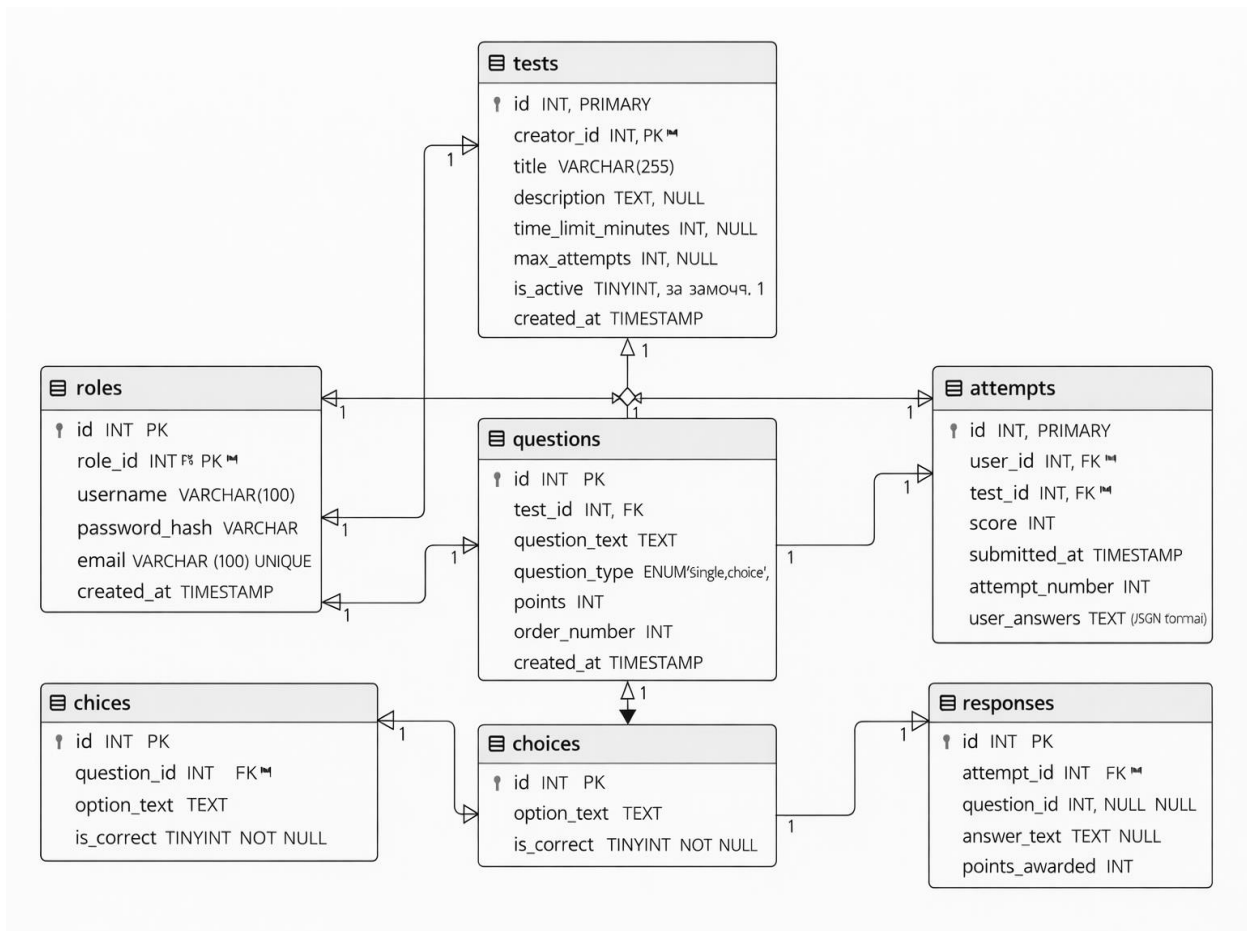 tests
id INT, PRIMARY
creator_id INT, PK
title VARCHAR(255)
description TEXT, NULL
time_limit_minutes INT, NULL
max_attempts INT, NULL
is_active TINYINT, за замочя. 1
created_at TIMESTAMP
1
1
roles
id INT PK
role_id INT PK
username VARCHAR(100)
password_hash VARCHAR
email VARCHAR (100) UNIQUE
created_at TIMESTAMP
1
1
1
1
questions
id INT PK
test_id INT, FK
question_text TEXT
question_type ENUM'single,choice',
points INT
order_number INT
created_at TIMESTAMP
1
1
1
1
attempts
id INT, PRIMARY
user_id INT, FK
test_id INT, FK
score INT
submitted_at TIMESTAMP
attempt_number INT
user_answers TEXT (JSGN formai)
1
1
chices
id INT PK
question_id INT FK
option_text TEXT
is_correct TINYINT NOT NULL
1
choices
id INT PK
option_text TEXT
is_correct TINYINT NOT NULL
1
responses
id INT PK
attempt_id INT FK
question_id INT, NULL NULL
answer_text TEXT NULL
points_awarded INT
1